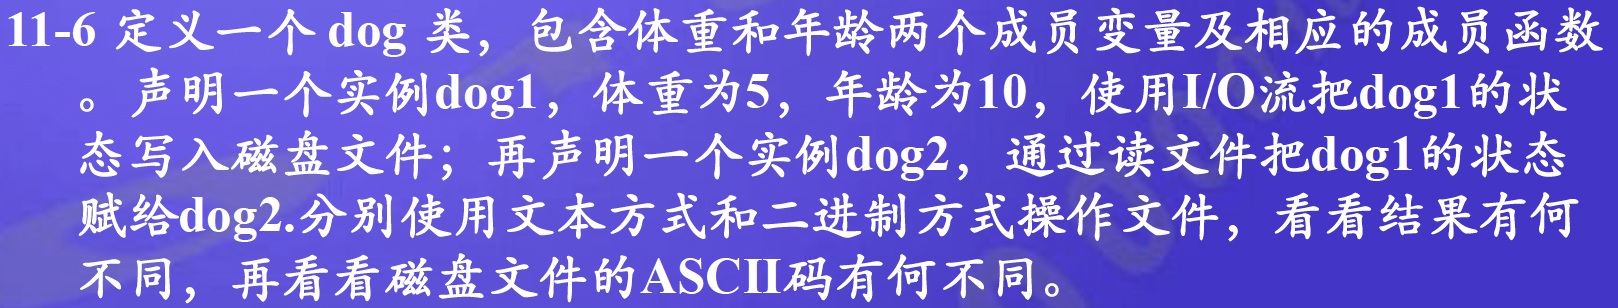 11-6 定义一个 dog 类，包含体重和年龄两个成员变量及相应的成员函数
。声明一个实例dog1，体重为5，年龄为10，使用I/O流把dog1的状
态写入磁盘文件；再声明一个实例dog2，通过读文件把dog1的状态
赋给dog2.分别使用文本方式和二进制方式操作文件，看看结果有何
不同，再看看磁盘文件的ASCII码有何不同。